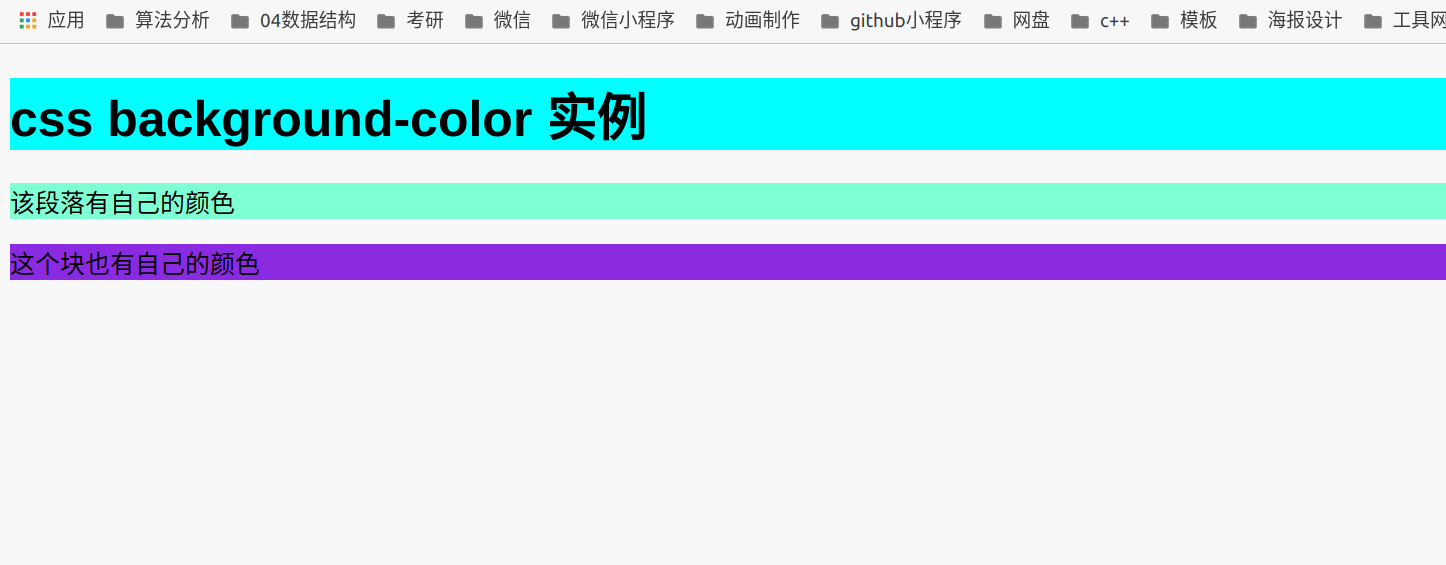 应用 算法分析 04数据结构 考研 微信 微信小程序 动画制作 github小程序 网盘 c++ 模板 海报设计 工具网
css background-color 实例
该段落有自己的颜色
这个块也有自己的颜色